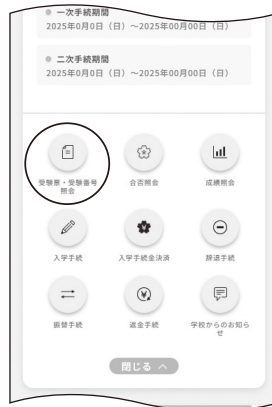 一次手続期間
2025年0月0日（日）〜2025年00月00日（日）
二次手続期間
2025年0月0日（日）〜2025年00月00日（日）
受験票・受験番号
照会
合否照会
成績照会
入学手続
入学手続金決済
辞退手続
振替手続
返金手続
学校からのお知ら
せ
閉じる